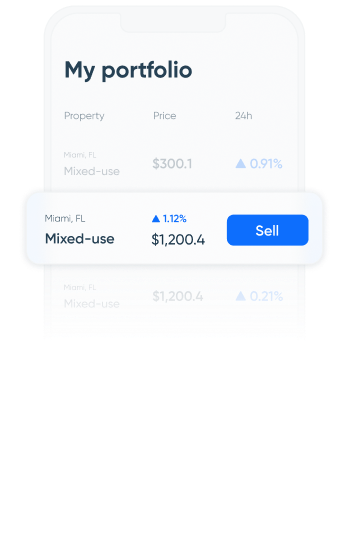 My portfolio
Property Price 24h
Miami, FL
Mixed-use $300.1 ▲ 0.91%
Miami, FL ▲ 1.12%
Mixed-use $1,200.4 Sell
Miami, FL
Mixed-use $1,200.4 ▲ 0.21%